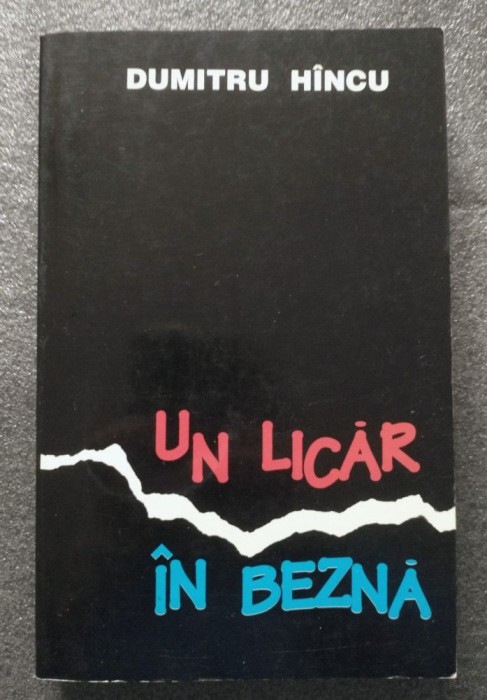 DUMITRU HÎNCU
UN LICĂR
ÎN BEZNĂ